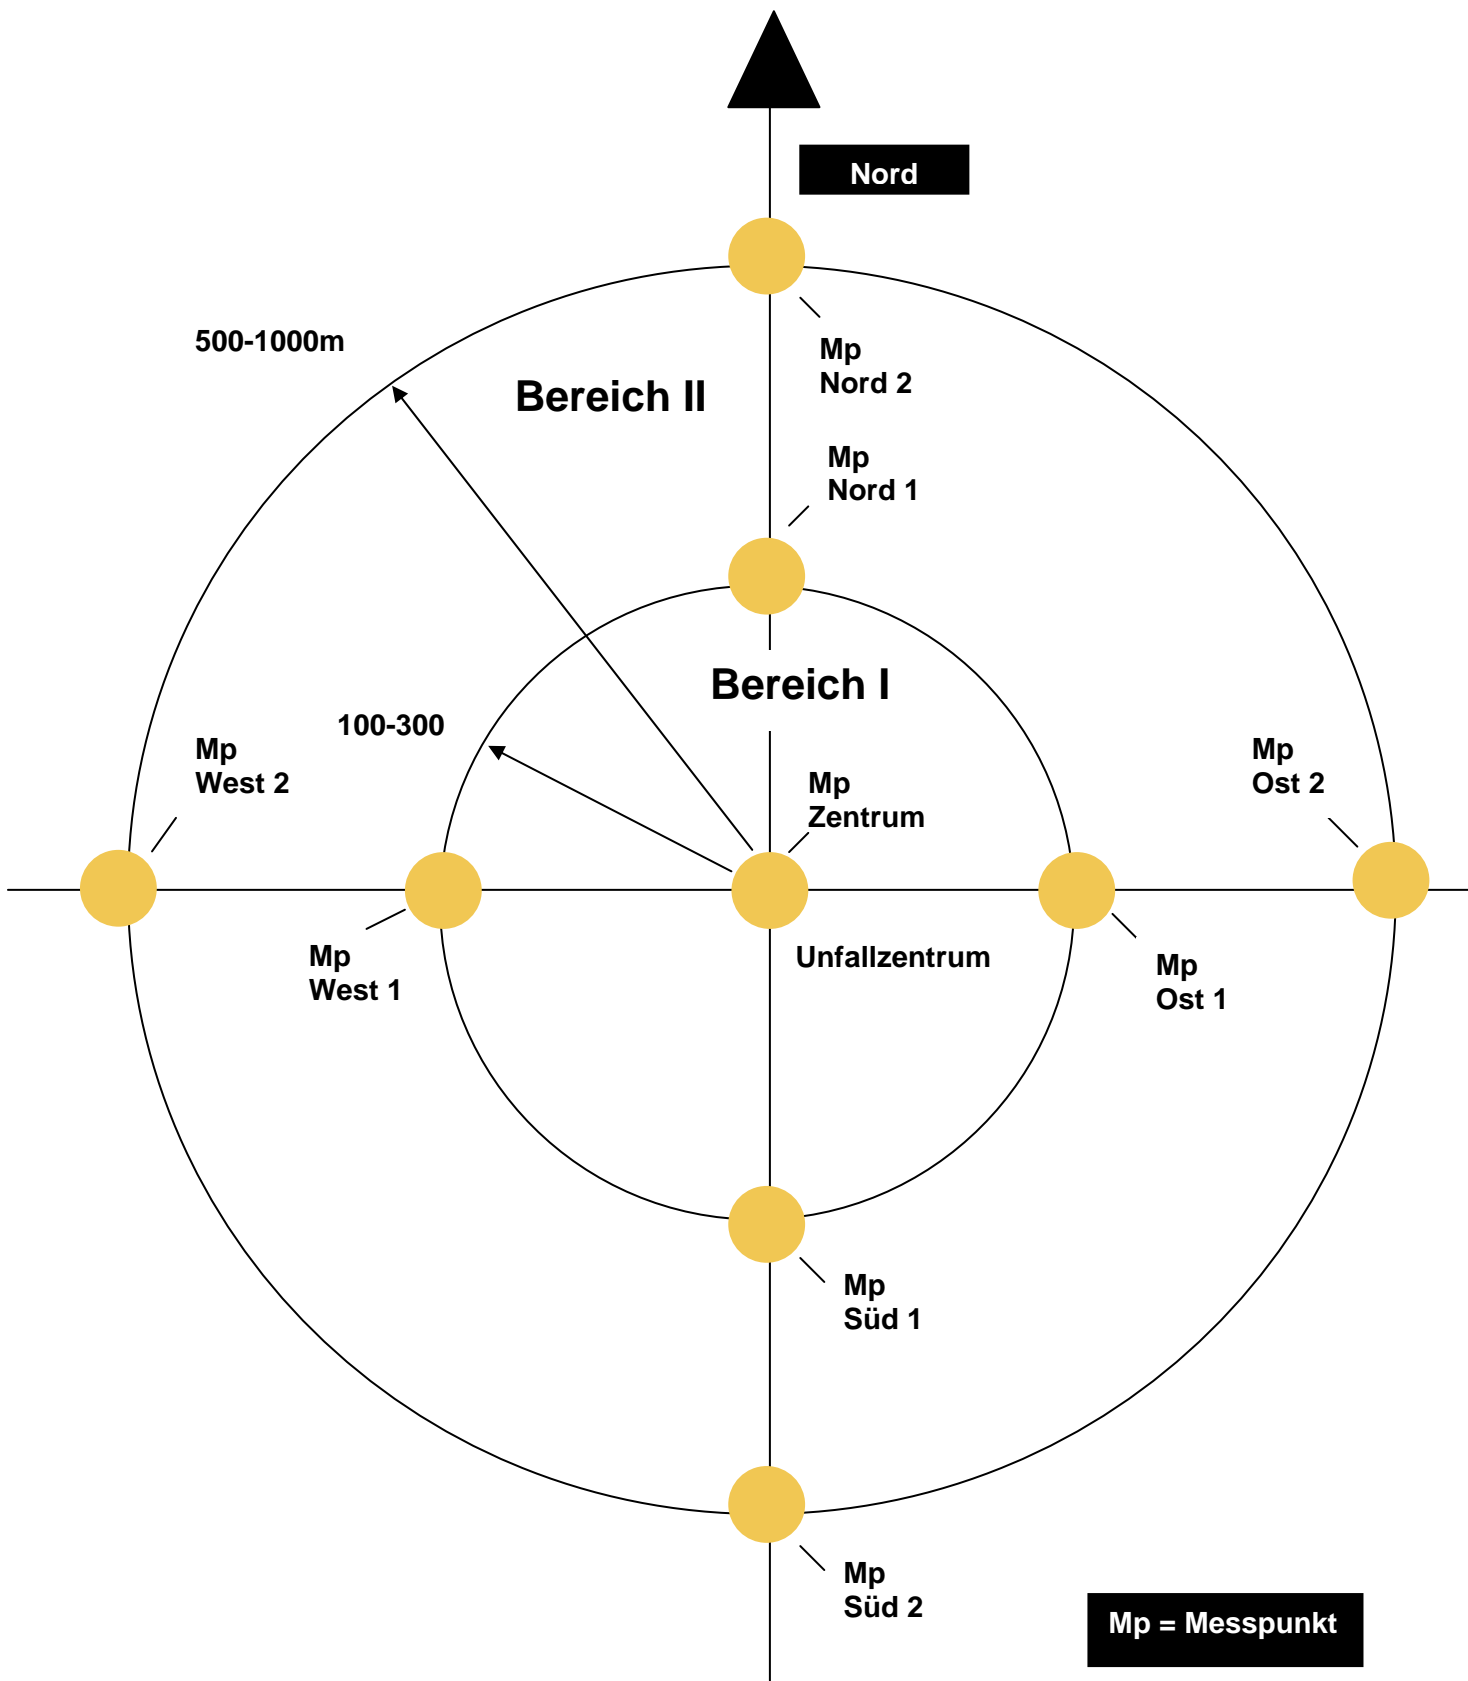 Nord
500-1000m
Mp
Nord 2
Bereich II
Mp
Nord 1
Bereich I
100-300
Mp
West 2
Mp
Zentrum
Mp
Ost 2
Mp
West 1
Unfallzentrum
Mp
Ost 1
Mp
Süd 1
Mp
Süd 2
Mp = Messpunkt